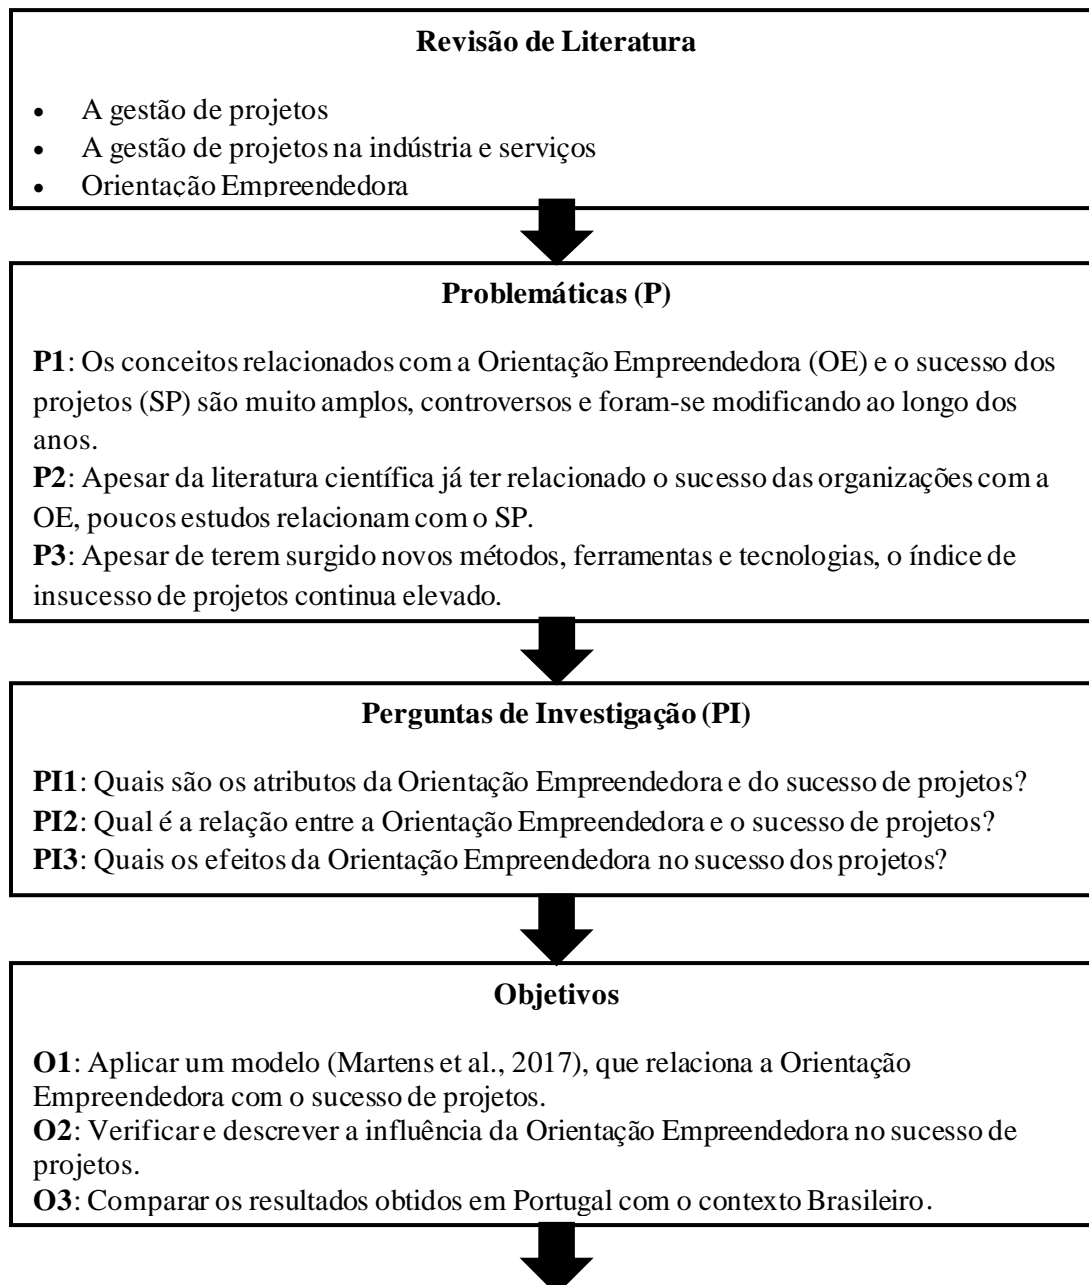 Revisão de Literatura
• A gestão de projetos
• A gestão de projetos na indústria e serviços
• Orientação Empreendedora
Problemáticas (P)
P1: Os conceitos relacionados com a Orientação Empreendedora (OE) e o sucesso dos
projetos (SP) são muito amplos, controversos e foram-se modificando ao longo dos
anos.
P2: Apesar da literatura científica já ter relacionado o sucesso das organizações com a
OE, poucos estudos relacionam com o SP.
P3: Apesar de terem surgido novos métodos, ferramentas e tecnologias, o índice de
insucesso de projetos continua elevado.
Perguntas de Investigação (PI)
PI1: Quais são os atributos da Orientação Empreendedora e do sucesso de projetos?
PI2: Qual é a relação entre a Orientação Empreendedora e o sucesso de projetos?
PI3: Quais os efeitos da Orientação Empreendedora no sucesso dos projetos?
Objetivos
O1: Aplicar um modelo (Martens et al., 2017), que relaciona a Orientação
Empreendedora com o sucesso de projetos.
O2: Verificar e descrever a influência da Orientação Empreendedora no sucesso de
projetos.
O3: Comparar os resultados obtidos em Portugal com o contexto Brasileiro.